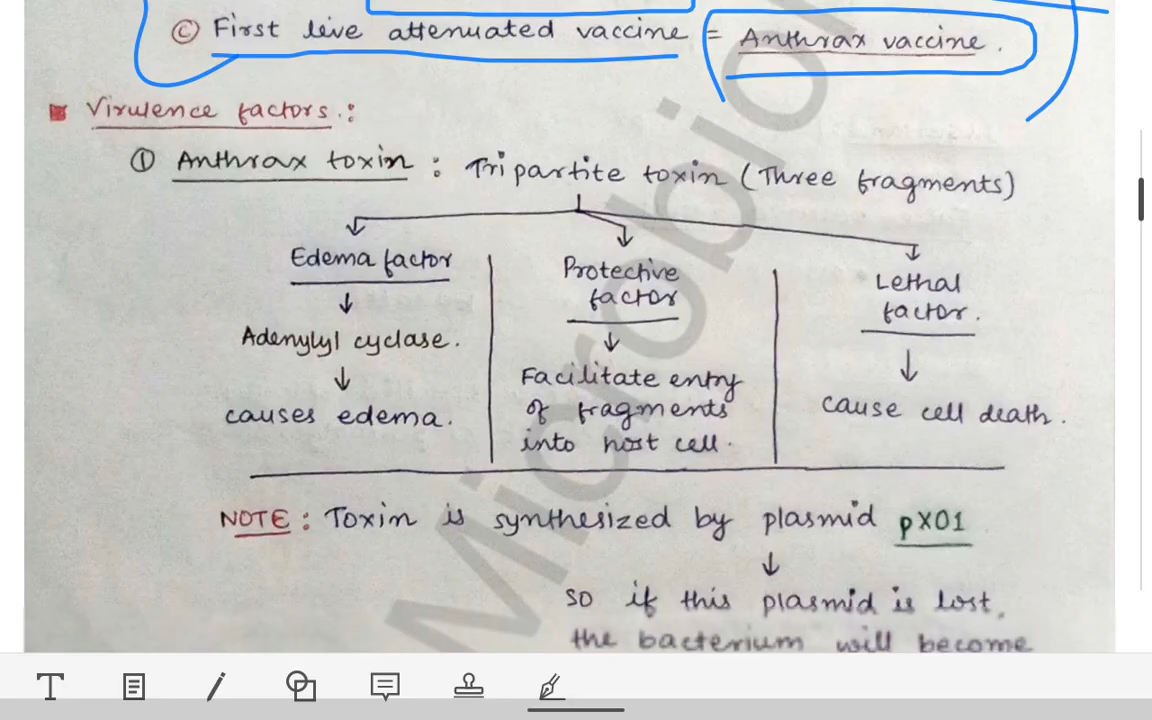 © First live attenuated vaccine = Anthrax vaccine.
Virulence factors.:
① Anthrax toxin : Tripartite toxin (Three fragments)
Edema factor
Adenylyl cyclase.
causes edema.
Protective
factor
Facilitate entry
of fragments
into host cell.
Lethal
factor.
cause cell death.
NOTE: Toxin is synthesized by plasmid pX01
so if this plasmid is lost,
the bacterium will become
Microbiol
T